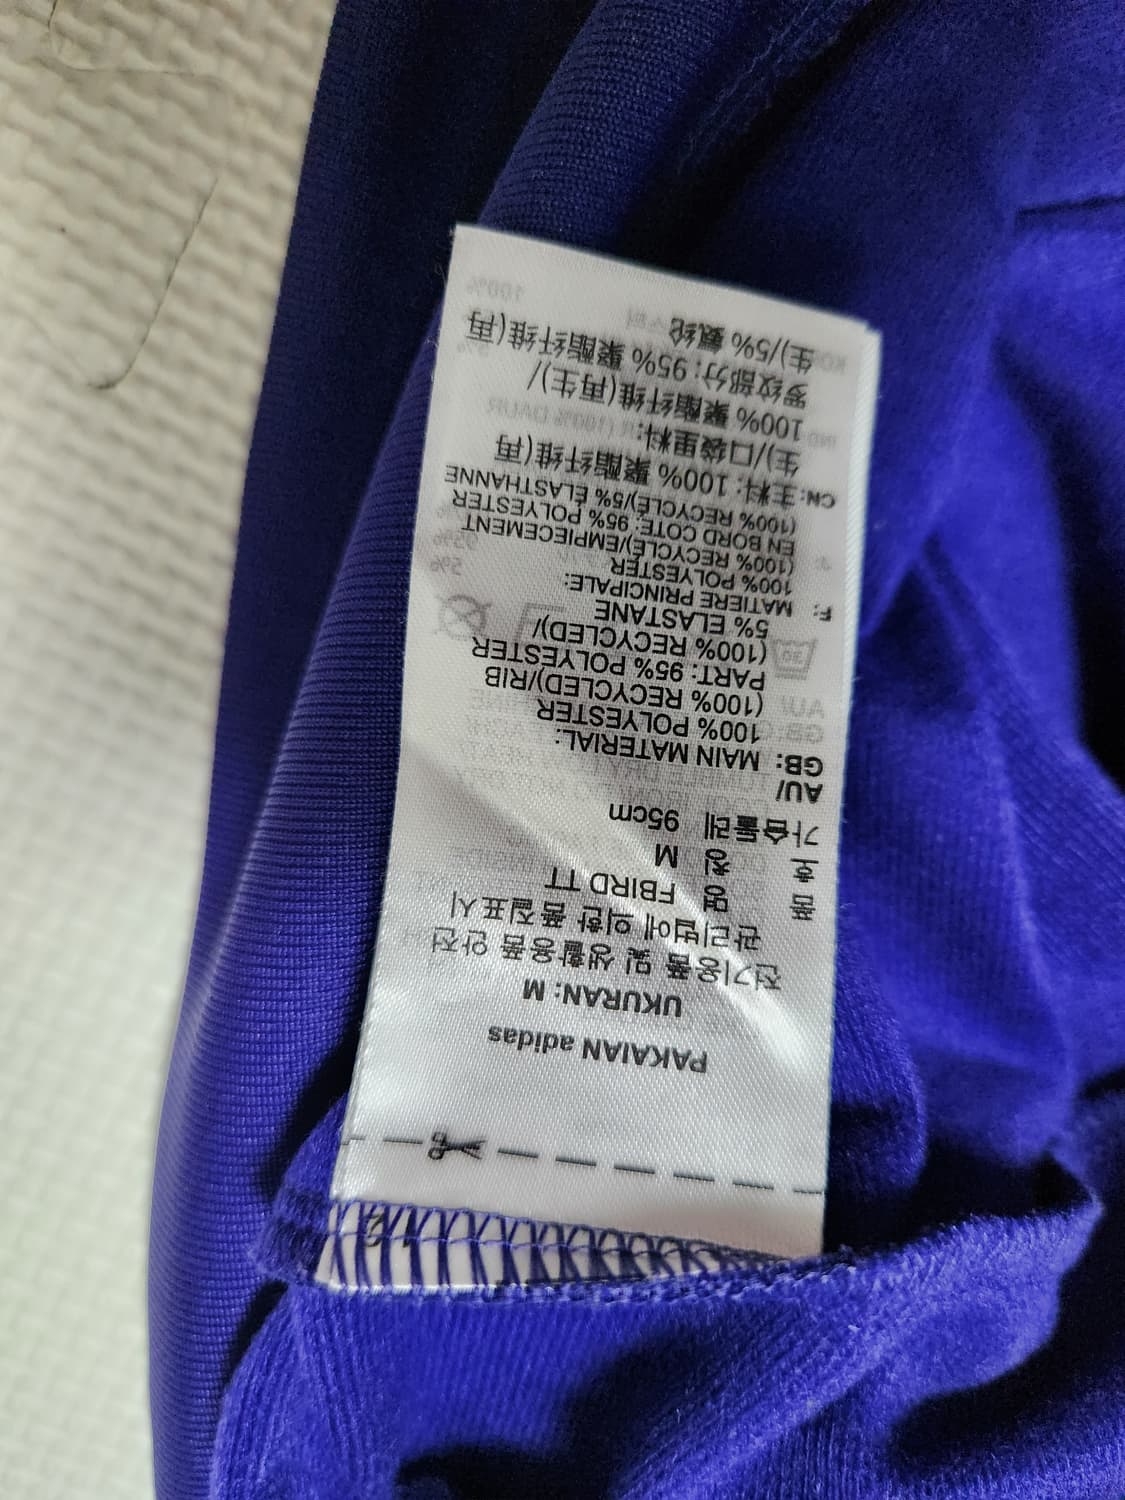 PAKAIAN adidas
UKURAN: M
전기용품 및 생활용품 안전
관리법에 의한 품질표시
품 명 FBIRD TT
호 칭 M
가슴둘레 95cm
AU/
GB: MAIN MATERIAL:
100% POLYESTER
(100% RECYCLED)/RIB
PART: 95% POLYESTER
(100% RECYCLED)/
5% ELASTANE
F: MATIERE PRINCIPALE:
100% POLYESTER
(100% RECYCLE)/EMPIECEMENT
EN BORD COTE: 95% POLYESTER
(100% RECYCLE)/5% ELASTHANNE
CN: 主料: 100% 聚酯纤维(再
生)/口袋里料:
100% 聚酯纤维(再生)/
罗纹部分: 95% 聚酯纤维(再
生)/5% 氨纶